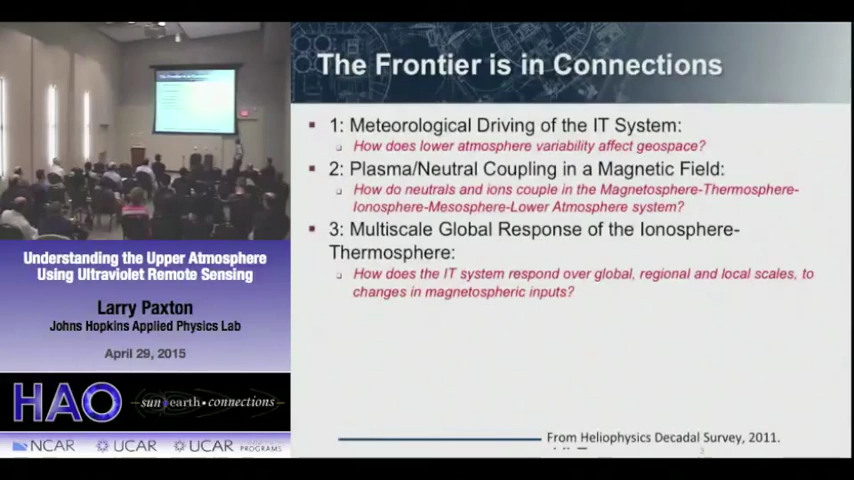 The Frontier is in Connections
1: Meteorological Driving of the IT System:
How does lower atmosphere variability affect geospace?
2: Plasma/Neutral Coupling in a Magnetic Field:
How do neutrals and ions couple in the Magnetosphere-Thermosphere-
Ionosphere-Mesosphere-Lower Atmosphere system?
3: Multiscale Global Response of the Ionosphere-
Thermosphere:
How does the IT system respond over global, regional and local scales, to
changes in magnetospheric inputs?
From Heliophysics Decadal Survey, 2011.
3
Understanding the Upper Atmosphere
Using Ultraviolet Remote Sensing
Larry Paxton
Johns Hopkins Applied Physics Lab
April 29, 2015
HAO
sun earth•connections
NCAR
UCAR
UCAR
PROGRAMS